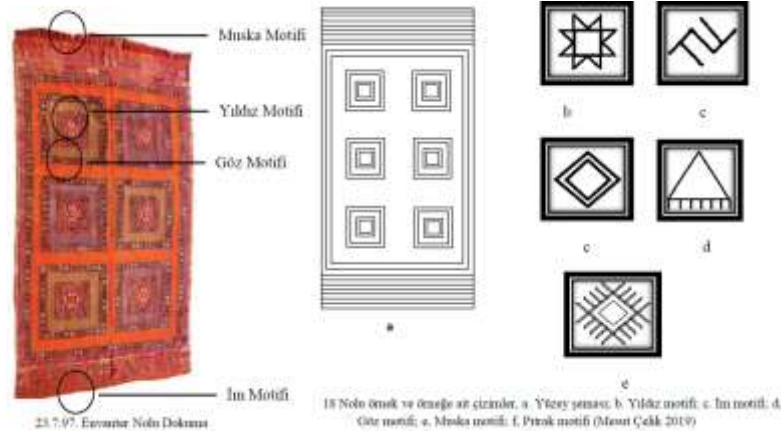 Muska Motifi
Yıldız Motifi
Göz Motifi
İm Motifi
23.7.97. Envanter Nolu Dokuma
a
b
c
c
d
e
18 Nolu örnek ve örneğe ait çizimler, a. Yüzey şeması; b. Yıldız motifi; c. İm motifi; d.
Göz motifi; e. Muska motifi; f. Pıtrak motifi (Mesut Çelik 2019)